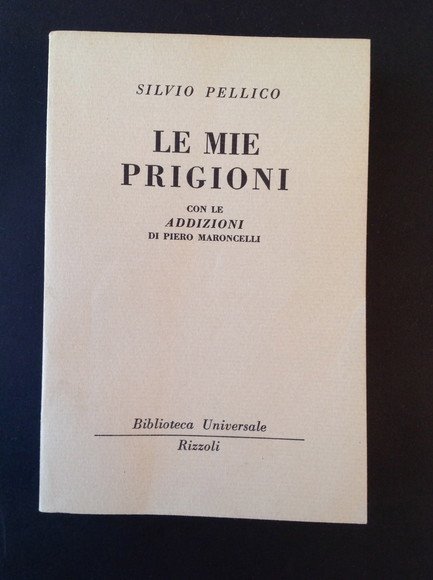 SILVIO PELLICO
LE MIE
PRIGIONI
CON LE
ADDIZIONI
DI PIERO MARONCELLI
Biblioteca Universale
Rizzoli